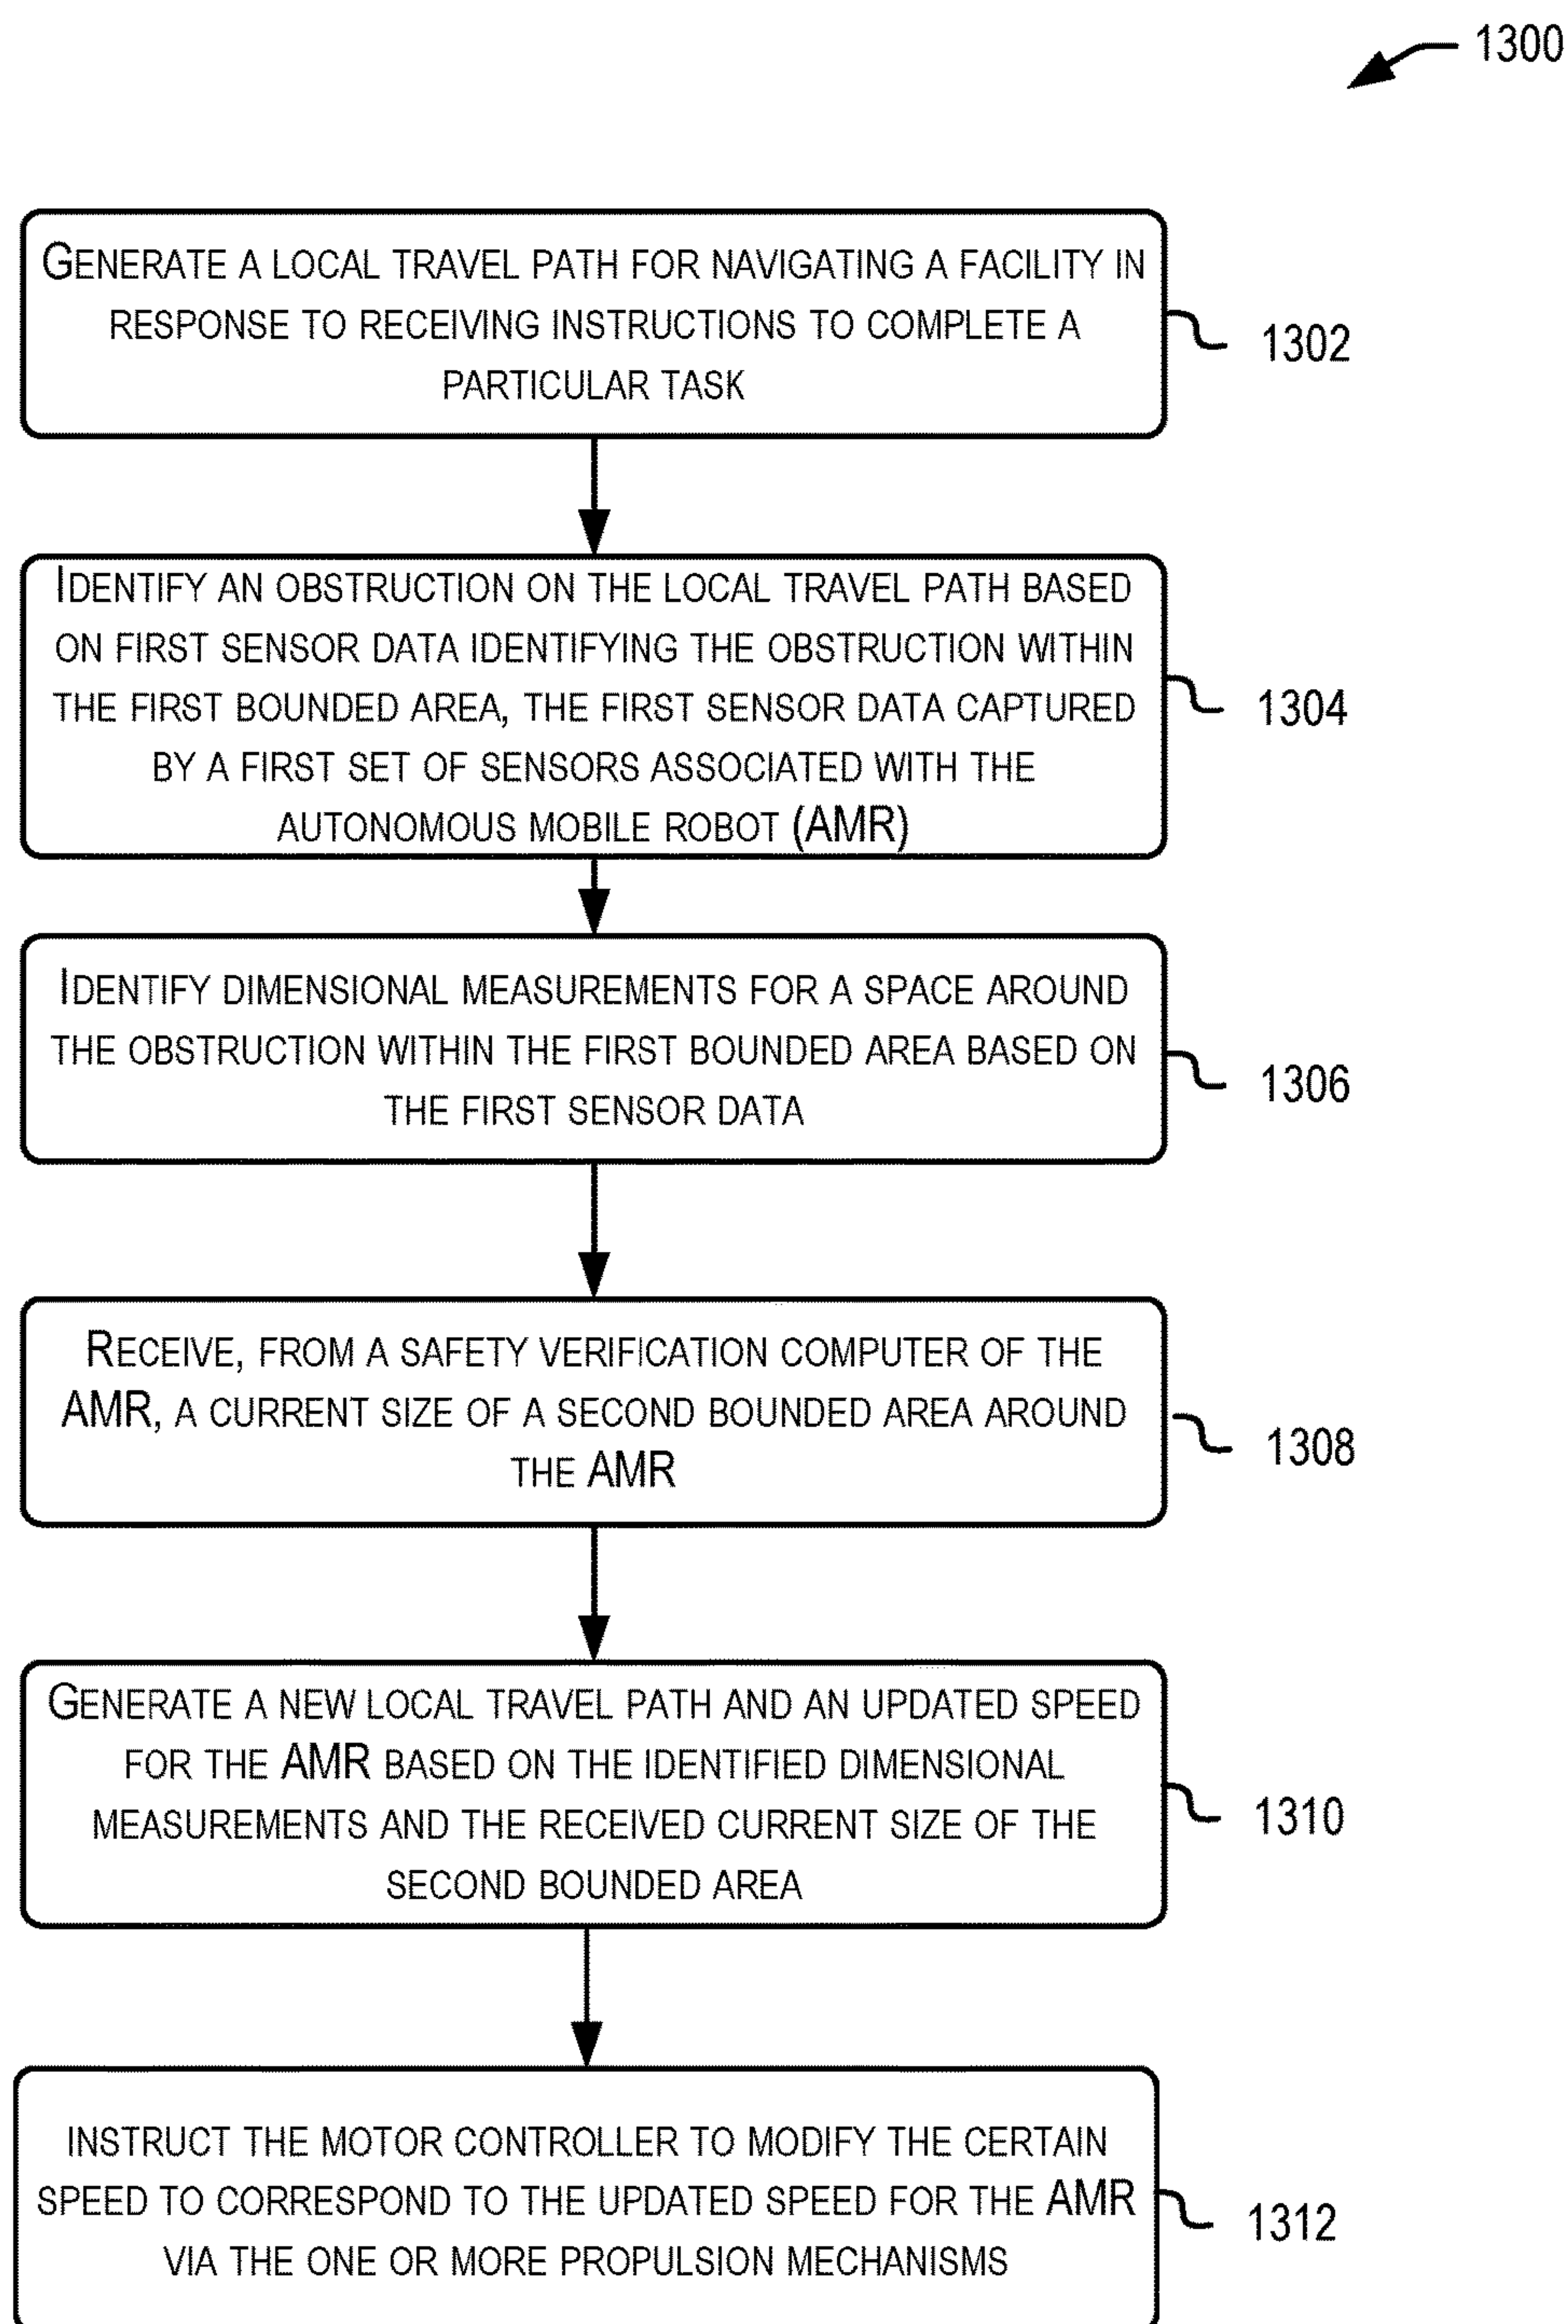 1300
GENERATE A LOCAL TRAVEL PATH FOR NAVIGATING A FACILITY IN
RESPONSE TO RECEIVING INSTRUCTIONS TO COMPLETE A
PARTICULAR TASK
1302
IDENTIFY AN OBSTRUCTION ON THE LOCAL TRAVEL PATH BASED
ON FIRST SENSOR DATA IDENTIFYING THE OBSTRUCTION WITHIN
THE FIRST BOUNDED AREA, THE FIRST SENSOR DATA CAPTURED
BY A FIRST SET OF SENSORS ASSOCIATED WITH THE
AUTONOMOUS MOBILE ROBOT (AMR)
1304
IDENTIFY DIMENSIONAL MEASUREMENTS FOR A SPACE AROUND
THE OBSTRUCTION WITHIN THE FIRST BOUNDED AREA BASED ON
THE FIRST SENSOR DATA
1306
RECEIVE, FROM A SAFETY VERIFICATION COMPUTER OF THE
AMR, A CURRENT SIZE OF A SECOND BOUNDED AREA AROUND
THE AMR
1308
GENERATE A NEW LOCAL TRAVEL PATH AND AN UPDATED SPEED
FOR THE AMR BASED ON THE IDENTIFIED DIMENSIONAL
MEASUREMENTS AND THE RECEIVED CURRENT SIZE OF THE
SECOND BOUNDED AREA
1310
INSTRUCT THE MOTOR CONTROLLER TO MODIFY THE CERTAIN
SPEED TO CORRESPOND TO THE UPDATED SPEED FOR THE AMR
VIA THE ONE OR MORE PROPULSION MECHANISMS
1312